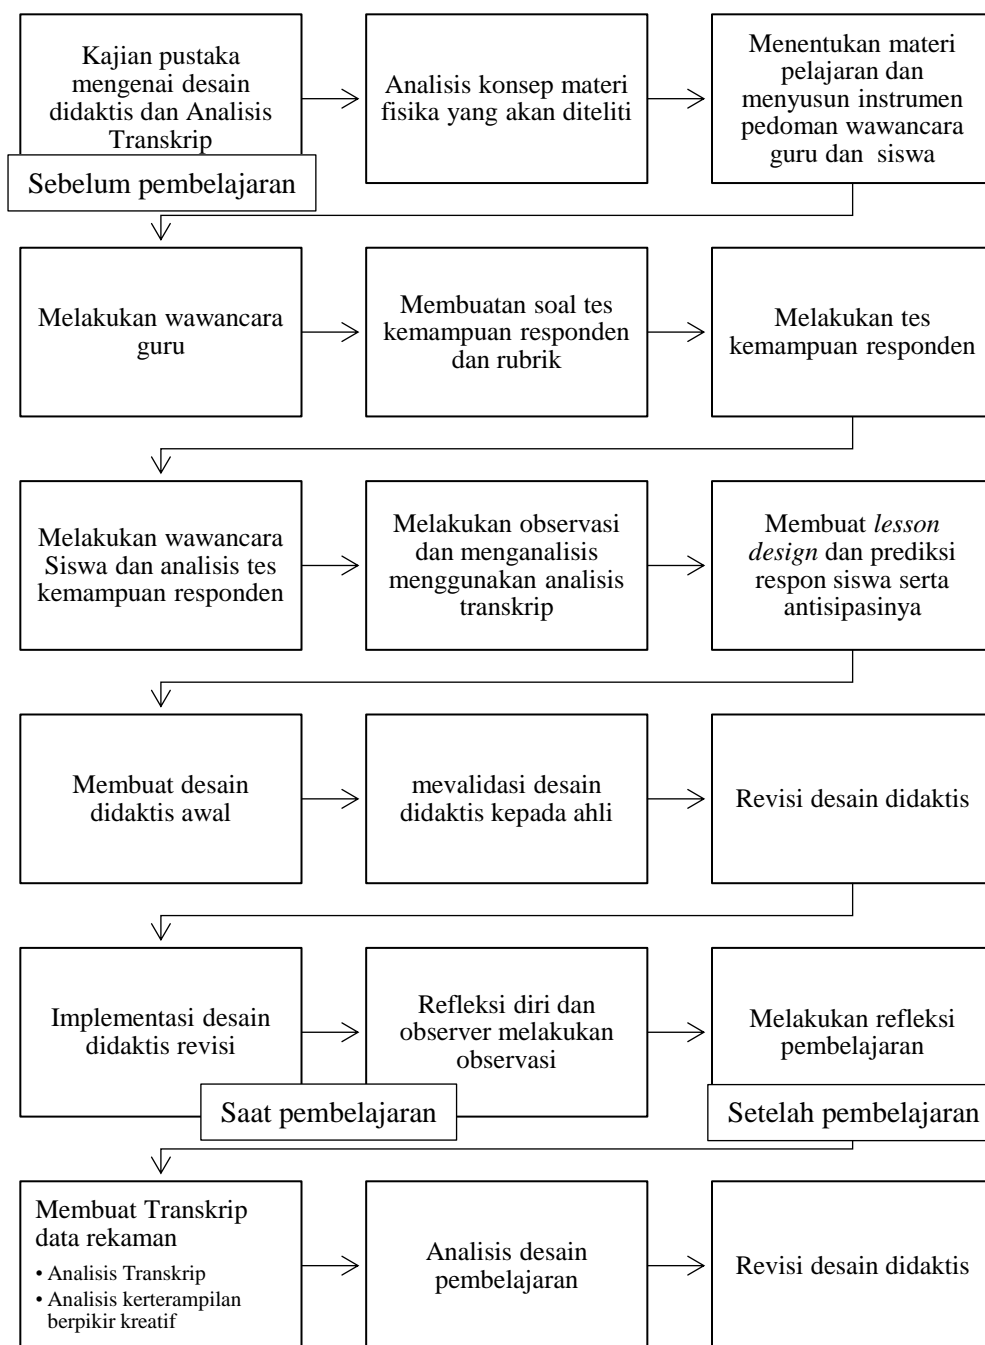 Kajian pustaka
mengenai desain
didaktis dan Analisis
Transkrip
Analisis konsep materi
fisika yang akan diteliti
Menentukan materi
pelajaran dan
menyusun instrumen
pedoman wawancara
guru dan siswa
Sebelum pembelajaran
Melakukan wawancara
guru
Membuatan soal tes
kemampuan responden
dan rubrik
Melakukan tes
kemampuan responden
Melakukan wawancara
Siswa dan analisis tes
kemampuan responden
Melakukan observasi
dan menganalisis
menggunakan analisis
transkrip
Membuat lesson
design dan prediksi
respon siswa serta
antisipasinya
Membuat desain
didaktis awal
mevalidasi desain
didaktis kepada ahli
Revisi desain didaktis
Implementasi desain
didaktis revisi
Refleksi diri dan
observer melakukan
observasi
Melakukan refleksi
pembelajaran
Saat pembelajaran
Setelah pembelajaran
Membuat Transkrip
data rekaman
• Analisis Transkrip
• Analisis kerterampilan
berpikir kreatif
Analisis desain
pembelajaran
Revisi desain didaktis